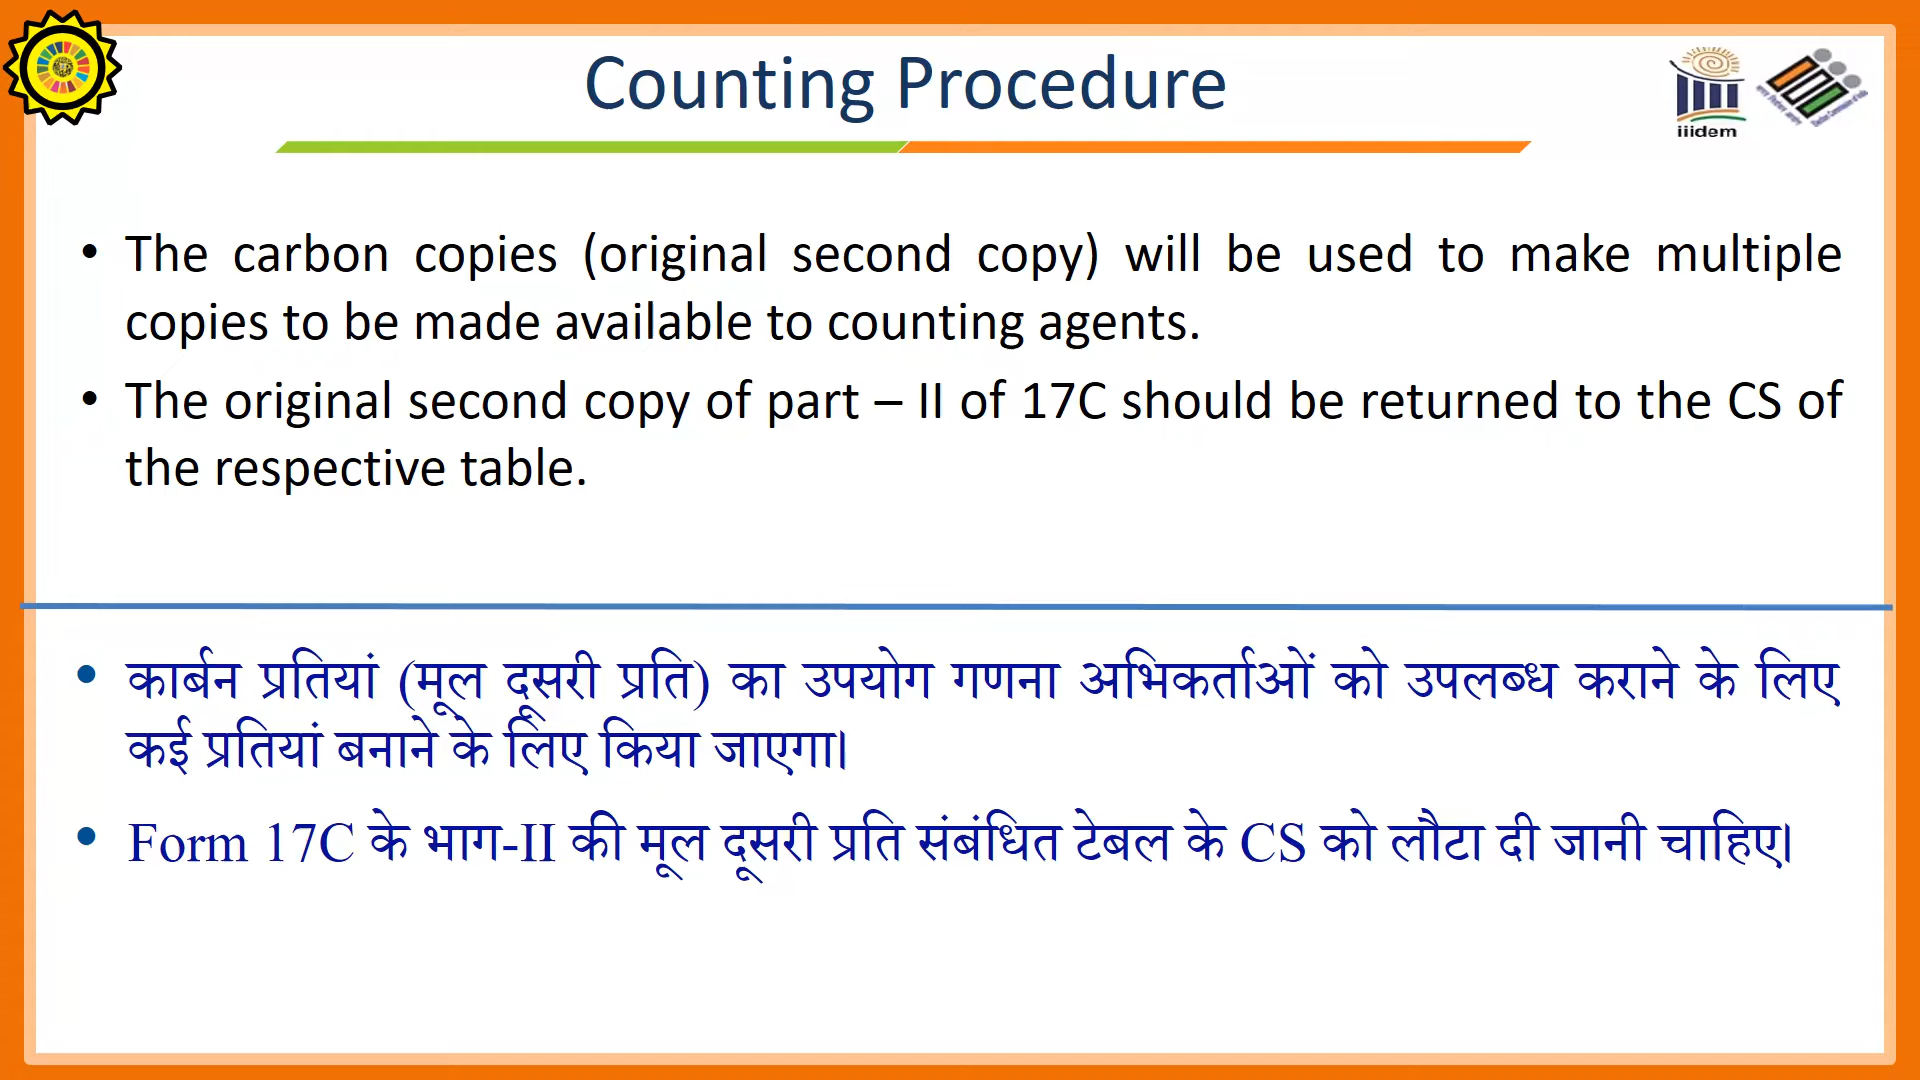 Counting Procedure
iiidem
• The carbon copies (original second copy) will be used to make multiple
copies to be made available to counting agents.
• The original second copy of part – II of 17C should be returned to the CS of
the respective table.
• कार्बन प्रतियां (मूल दूसरी प्रति) का उपयोग गणना अभिकर्ताओं को उपलब्ध कराने के लिए
कई प्रतियां बनाने के लिए किया जाएगा।
• Form 17C के भाग-II की मूल दूसरी प्रति संबंधित टेबल के CS को लौटा दी जानी चाहिए।